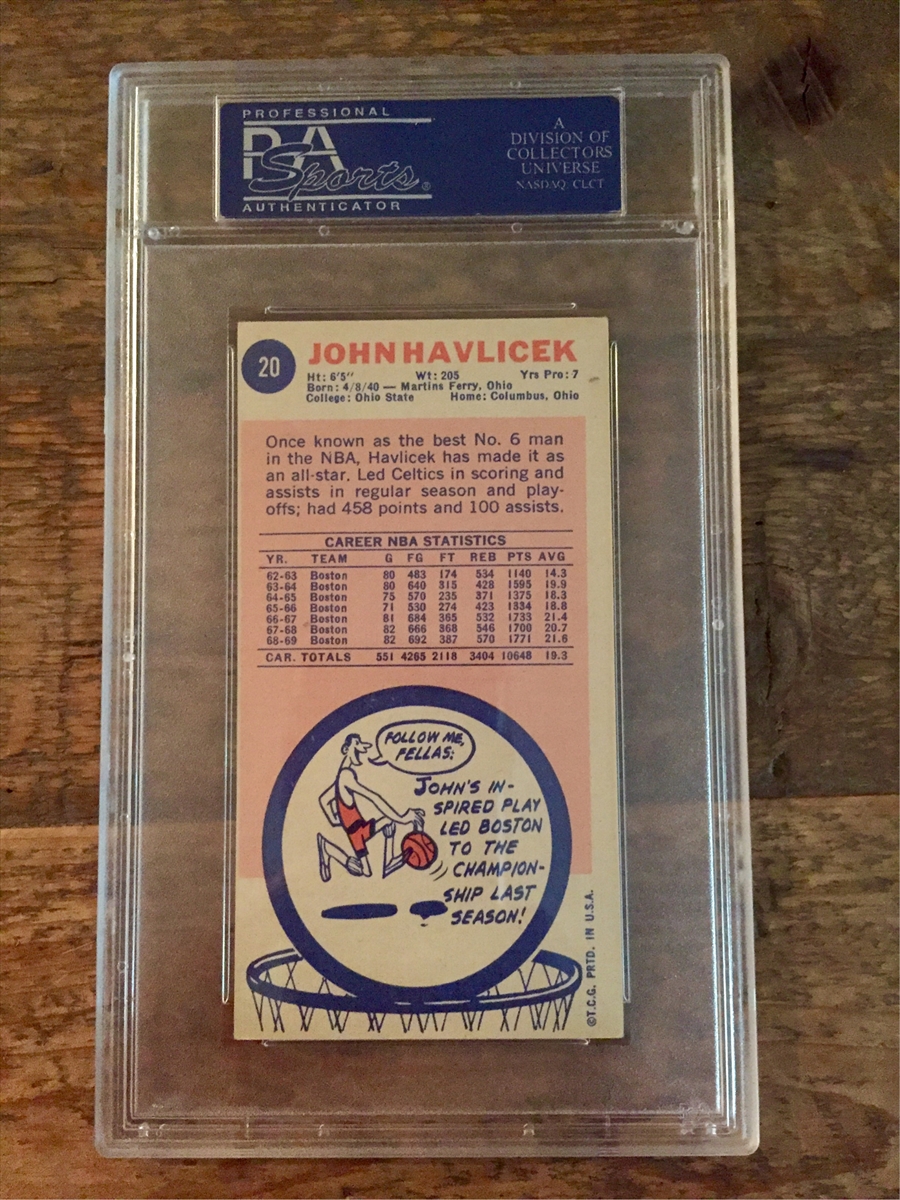 PROFESSIONAL
PSA
Sports®
AUTHENTICATOR
A
DIVISION OF
COLLECTORS
UNIVERSE
NASDAQ: CLCT
20
JOHN HAVLICEK
Ht: 6'5" Wt: 205 Yrs Pro: 7
Born: 4/8/40 — Martins Ferry, Ohio
College: Ohio State Home: Columbus, Ohio
Once known as the best No. 6 man
in the NBA, Havlicek has made it as
an all-star. Led Celtics in scoring and
assists in regular season and play-
offs; had 458 points and 100 assists.
CAREER NBA STATISTICS
YR. TEAM G FG FT REB PTS AVG
62-63 Boston 80 483 174 534 1140 14.3
63-64 Boston 80 640 315 428 1595 19.9
64-65 Boston 75 570 235 371 1375 18.3
65-66 Boston 71 530 274 423 1334 18.8
66-67 Boston 81 684 365 532 1733 21.4
67-68 Boston 82 666 368 546 1700 20.7
68-69 Boston 82 692 387 570 1771 21.6
CAR. TOTALS 551 4265 2118 3404 10648 19.3
FOLLOW ME,
FELLAS:
JOHN'S IN-
SPIRED PLAY
LED BOSTON
TO THE
CHAMPION-
SHIP LAST
SEASON!
©T.C.G. PRTD. IN U.S.A.